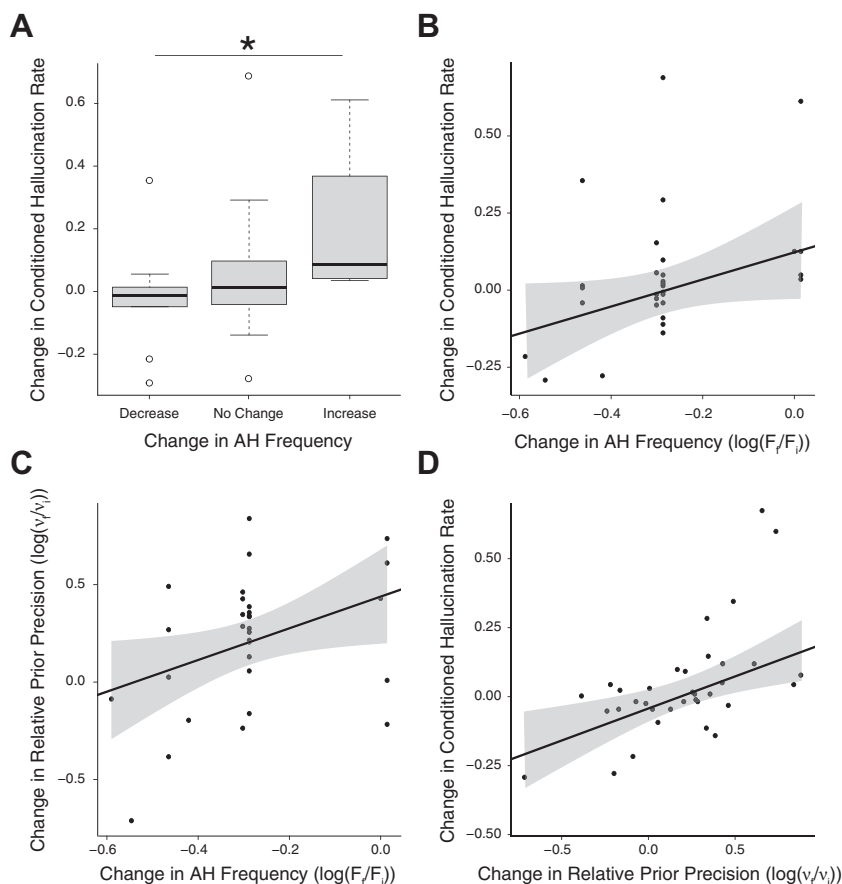 A
*
Change in Conditioned Hallucination Rate
0.6
0.4
0.2
0.0
−0.2
Decrease
No Change
Increase
Change in AH Frequency
B
Change in Conditioned Hallucination Rate
0.50
0.25
0.00
−0.25
−0.6
−0.4
−0.2
0.0
Change in AH Frequency (log(Ff/Fi))
C
Change in Relative Prior Precision (log(νf/νi))
0.5
0.0
−0.5
−0.6
−0.4
−0.2
0.0
Change in AH Frequency (log(Ff/Fi))
D
Change in Conditioned Hallucination Rate
0.50
0.25
0.00
−0.25
−0.50
−0.5
0.0
0.5
Change in Relative Prior Precision (log(νf/νi))